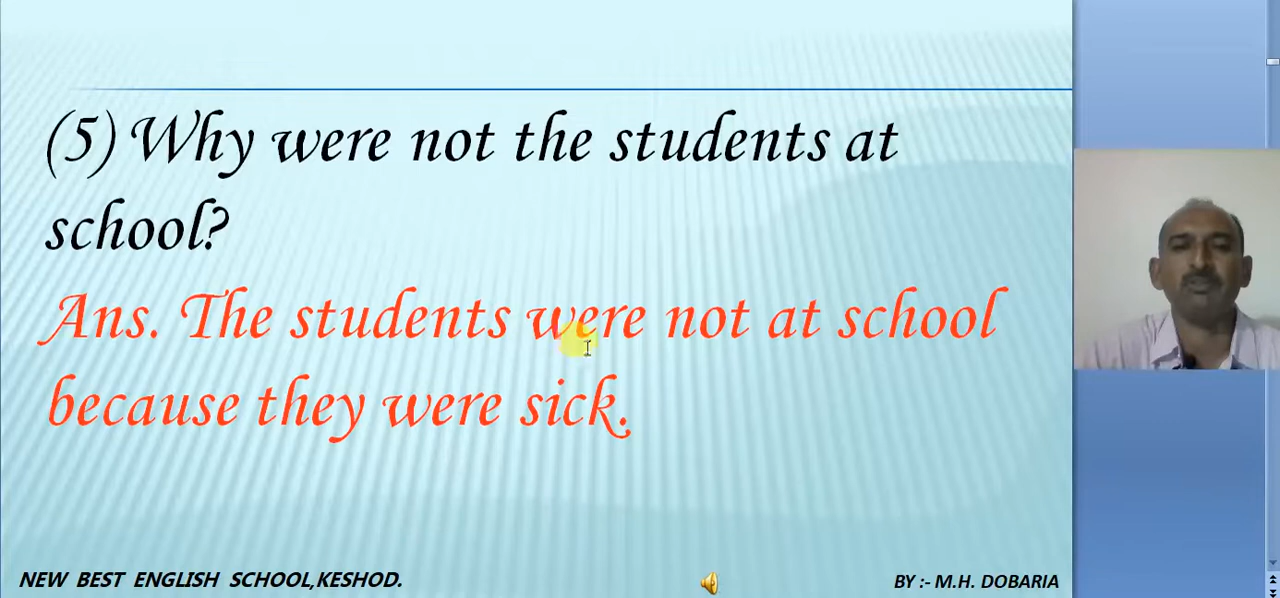 (5) Why were not the students at
school?
Ans. The students were not at school
because they were sick.
NEW BEST ENGLISH SCHOOL,KESHOD.
BY :- M.H. DOBARIA